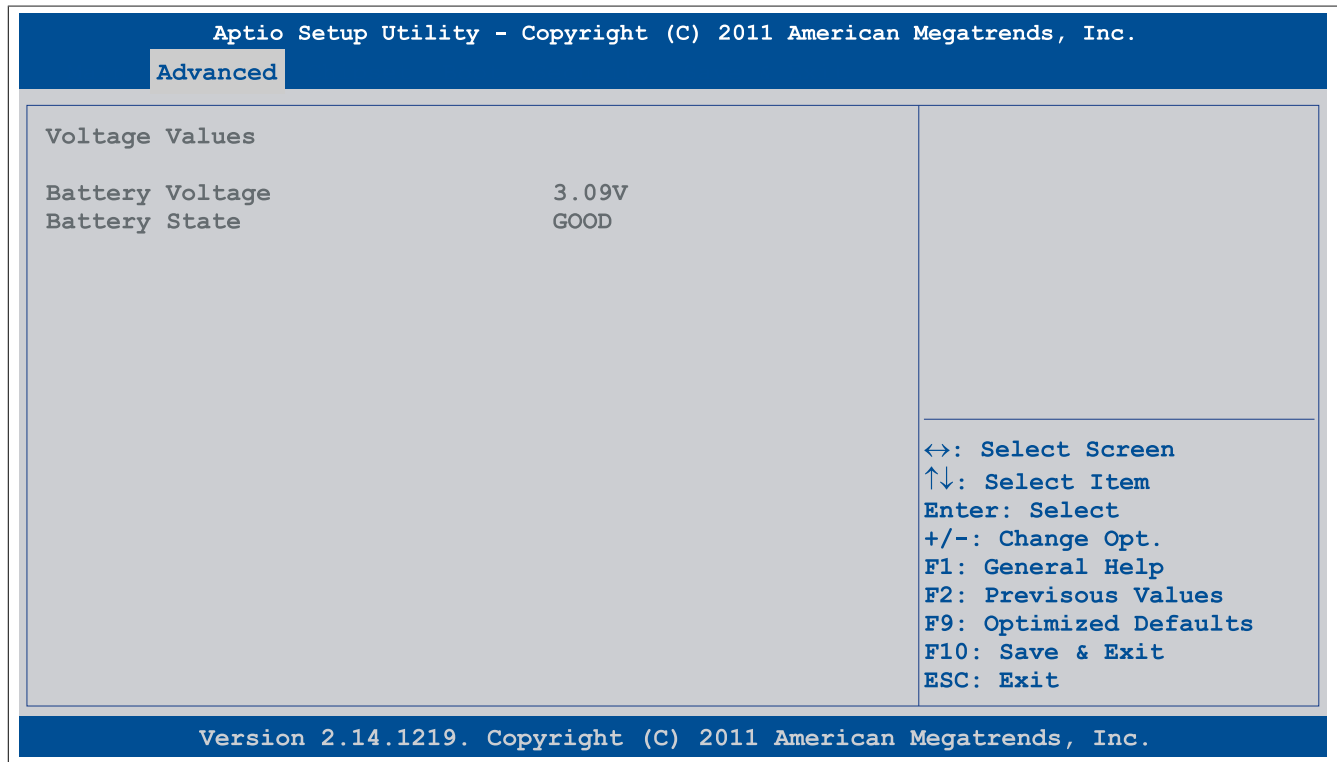 Aptio Setup Utility - Copyright (C) 2011 American Megatrends, Inc.
Advanced
Voltage Values
Battery Voltage 3.09V
Battery State GOOD
↔: Select Screen
↑↓: Select Item
Enter: Select
+/-: Change Opt.
F1: General Help
F2: Previsous Values
F9: Optimized Defaults
F10: Save & Exit
ESC: Exit
Version 2.14.1219. Copyright (C) 2011 American Megatrends, Inc.